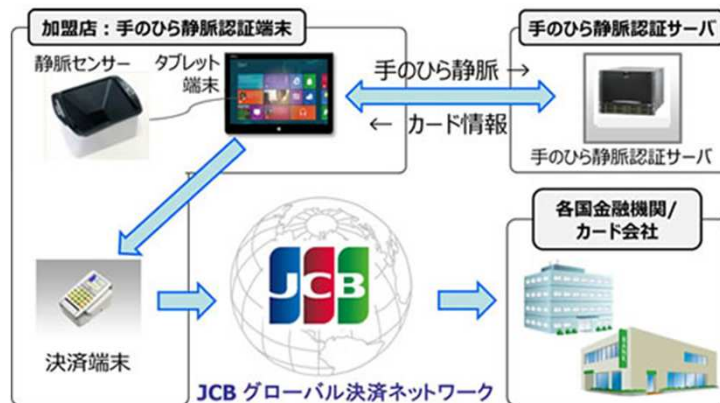 加盟店：手のひら静脈認証端末
静脈センサー
タブレット
端末
手のひら静脈 →
← カード情報
手のひら静脈認証サーバ
手のひら静脈認証サーバ
決済端末
JCB
JCB グローバル決済ネットワーク
各国金融機関/
カード会社
BANK